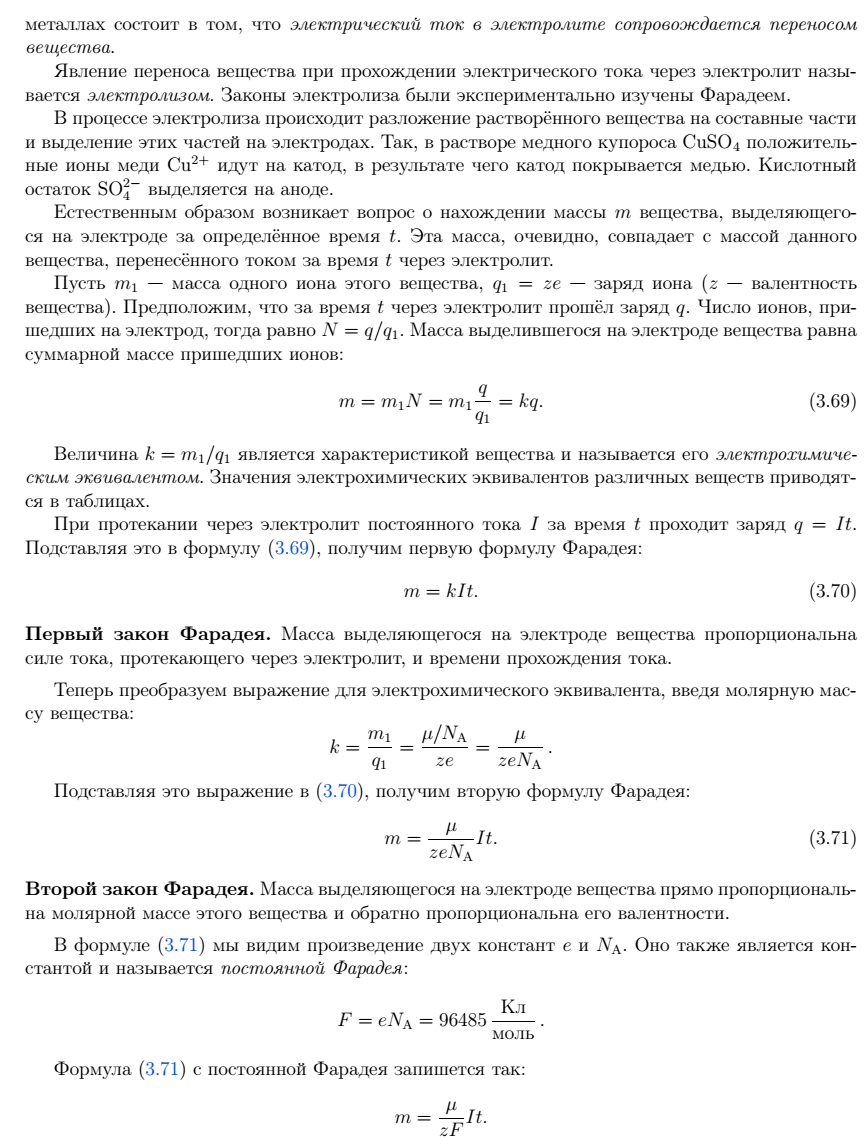 металлах состоит в том, что электрический ток в электролите сопровождается переносом
вещества.
Явление переноса вещества при прохождении электрического тока через электролит назы-
вается электролизом. Законы электролиза были экспериментально изучены Фарадеем.
В процессе электролиза происходит разложение растворённого вещества на составные части
и выделение этих частей на электродах. Так, в растворе медного купороса CuSO₄ положитель-
ные ионы меди Cu²⁺ идут на катод, в результате чего катод покрывается медью. Кислотный
остаток SO₄²⁻ выделяется на аноде.
Естественным образом возникает вопрос о нахождении массы m вещества, выделяющего-
ся на электроде за определённое время t. Эта масса, очевидно, совпадает с массой данного
вещества, перенесённого током за время t через электролит.
Пусть m₁ — масса одного иона этого вещества, q₁ = ze — заряд иона (z — валентность
вещества). Предположим, что за время t через электролит прошёл заряд q. Число ионов, при-
шедших на электрод, тогда равно N = q/q₁. Масса выделившегося на электроде вещества равна
суммарной массе пришедших ионов:
m = m₁N = m₁ q/q₁ = kq. (3.69)
Величина k = m₁/q₁ является характеристикой вещества и называется его электрохимиче-
ским эквивалентом. Значения электрохимических эквивалентов различных веществ приводят-
ся в таблицах.
При протекании через электролит постоянного тока I за время t проходит заряд q = It.
Подставляя это в формулу (3.69), получим первую формулу Фарадея:
m = kIt. (3.70)
Первый закон Фарадея. Масса выделяющегося на электроде вещества пропорциональна
силе тока, протекающего через электролит, и времени прохождения тока.
Теперь преобразуем выражение для электрохимического эквивалента, введя молярную мас-
су вещества:
k = m₁/q₁ = (μ/N_A)/ze = μ/(zeN_A) .
Подставляя это выражение в (3.70), получим вторую формулу Фарадея:
m = μ/(zeN_A) It. (3.71)
Второй закон Фарадея. Масса выделяющегося на электроде вещества прямо пропорциональ-
на молярной массе этого вещества и обратно пропорциональна его валентности.
В формуле (3.71) мы видим произведение двух констант e и N_A. Оно также является кон-
стантой и называется постоянной Фарадея:
F = eN_A = 96485 Кл/моль .
Формула (3.71) с постоянной Фарадея запишется так:
m = μ/(zF) It.